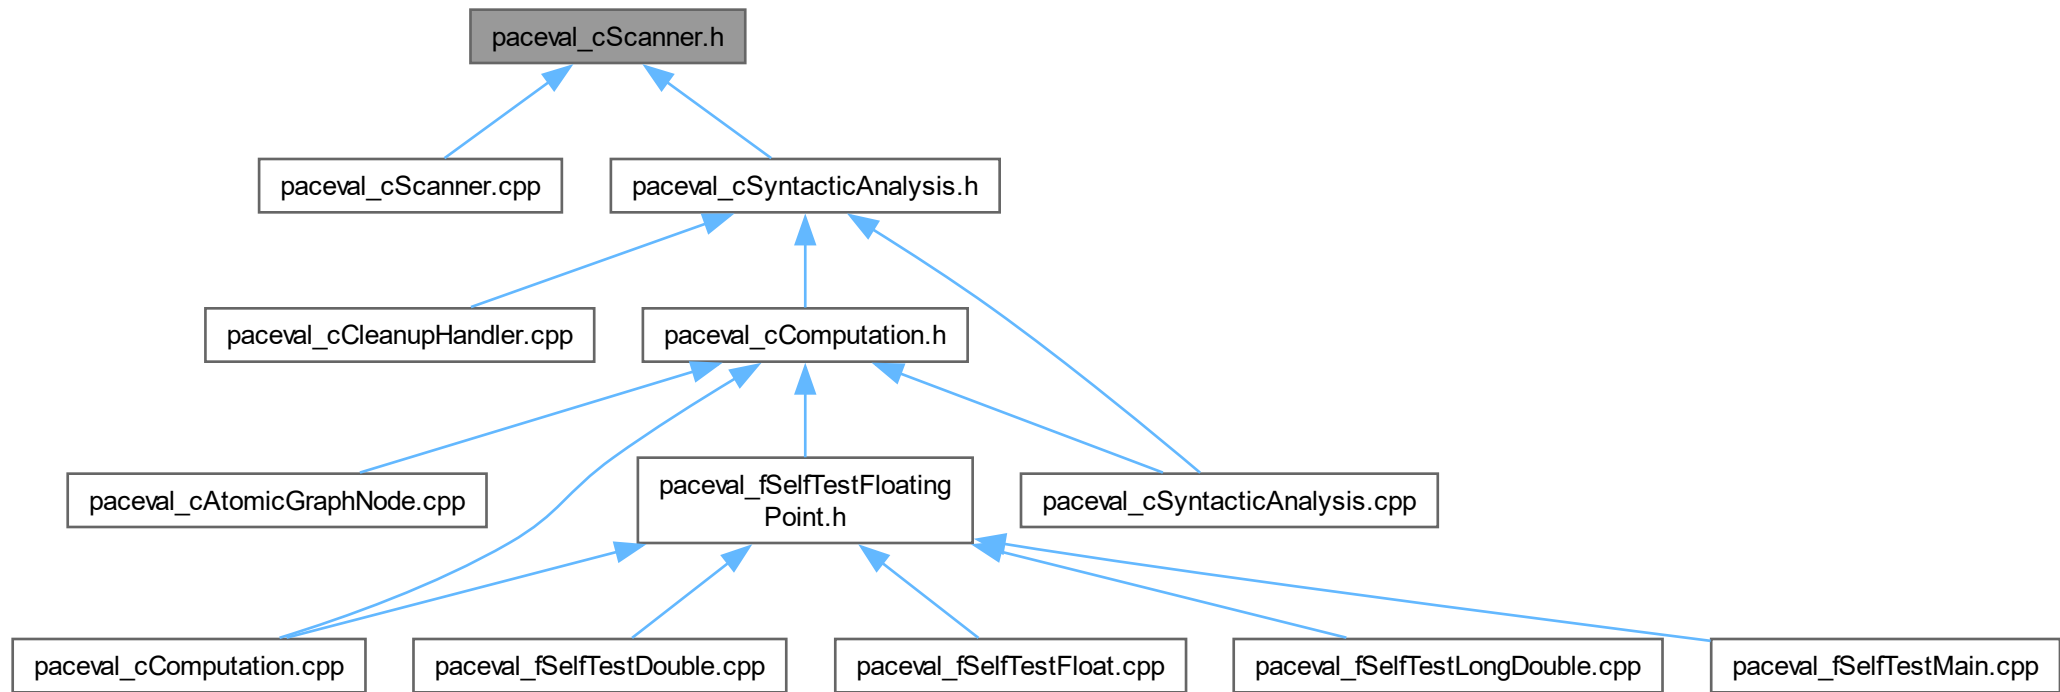 paceval_cScanner.h
paceval_cScanner.cpp
paceval_cSyntacticAnalysis.h
paceval_cCleanupHandler.cpp
paceval_cComputation.h
paceval_cAtomicGraphNode.cpp
paceval_fSelfTestFloating
Point.h
paceval_cSyntacticAnalysis.cpp
paceval_cComputation.cpp
paceval_fSelfTestDouble.cpp
paceval_fSelfTestFloat.cpp
paceval_fSelfTestLongDouble.cpp
paceval_fSelfTestMain.cpp